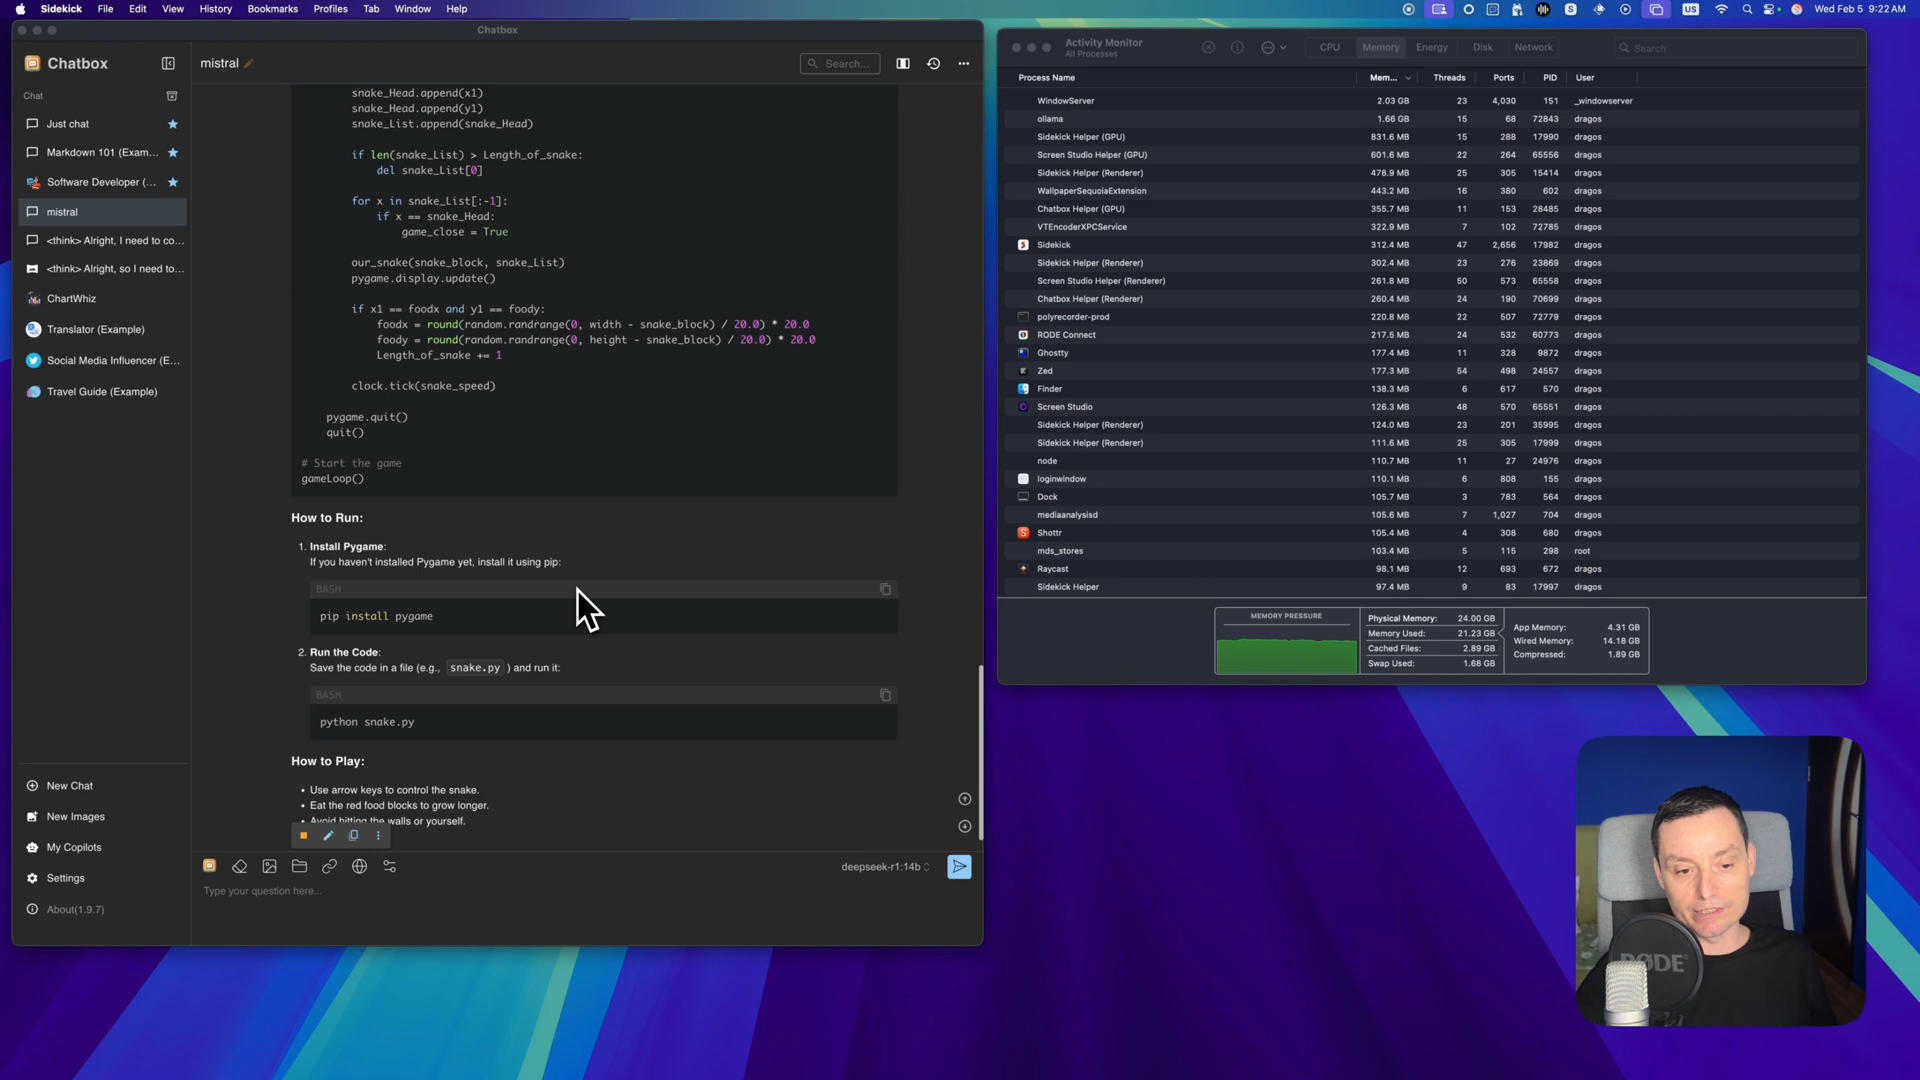 Sidekick File Edit View History Bookmarks Profiles Tab Window Help
US Wed Feb 5 9:22 AM
Chatbox
Chatbox
Chat
Just chat
Markdown 101 (Exam...
Software Developer (...
mistral
<think> Alright, I need to co...
<think> Alright, so I need to...
ChartWhiz
Translator (Example)
Social Media Influencer (E...
Travel Guide (Example)
New Chat
New Images
My Copilots
Settings
About(1.9.7)
mistral
Search...
snake_Head.append(x1)
snake_Head.append(y1)
snake_List.append(snake_Head)
if len(snake_List) > Length_of_snake:
del snake_List[0]
for x in snake_List[:-1]:
if x == snake_Head:
game_close = True
our_snake(snake_block, snake_List)
pygame.display.update()
if x1 == foodx and y1 == foody:
foodx = round(random.randrange(0, width - snake_block) / 20.0) * 20.0
foody = round(random.randrange(0, height - snake_block) / 20.0) * 20.0
Length_of_snake += 1
clock.tick(snake_speed)
pygame.quit()
quit()
# Start the game
gameLoop()
How to Run:
1. Install Pygame:
If you haven't installed Pygame yet, install it using pip:
BASH
pip install pygame
2. Run the Code:
Save the code in a file (e.g., snake.py ) and run it:
BASH
python snake.py
How to Play:
• Use arrow keys to control the snake.
• Eat the red food blocks to grow longer.
• Avoid hitting the walls or yourself.
deepseek-r1:14b
Type your question here...
Activity Monitor
All Processes
CPU Memory Energy Disk Network
Search
Process Name Mem... Threads Ports PID User
WindowServer 2.03 GB 23 4,030 151 _windowserver
ollama 1.66 GB 15 68 72843 dragos
Sidekick Helper (GPU) 831.6 MB 15 288 17990 dragos
Screen Studio Helper (GPU) 601.6 MB 22 264 65556 dragos
Sidekick Helper (Renderer) 478.9 MB 25 305 15414 dragos
WallpaperSequoiaExtension 443.2 MB 16 380 602 dragos
Chatbox Helper (GPU) 355.7 MB 11 153 28485 dragos
VTEncoderXPCService 322.9 MB 7 102 72785 dragos
Sidekick 312.4 MB 47 2,656 17982 dragos
Sidekick Helper (Renderer) 302.4 MB 23 276 23869 dragos
Screen Studio Helper (Renderer) 261.8 MB 50 573 65558 dragos
Chatbox Helper (Renderer) 260.4 MB 24 190 70699 dragos
polyrecorder-prod 220.8 MB 22 507 72779 dragos
RODE Connect 217.5 MB 24 532 60773 dragos
Ghostty 177.4 MB 11 328 9872 dragos
Zed 177.3 MB 54 498 24557 dragos
Finder 138.3 MB 6 617 570 dragos
Screen Studio 126.3 MB 48 570 65551 dragos
Sidekick Helper (Renderer) 124.0 MB 23 201 35995 dragos
Sidekick Helper (Renderer) 111.6 MB 25 305 17999 dragos
node 110.7 MB 11 27 24976 dragos
loginwindow 110.1 MB 6 808 155 dragos
Dock 105.7 MB 3 783 564 dragos
mediaanalysisd 105.6 MB 7 1,027 704 dragos
Shottr 105.4 MB 4 308 680 dragos
mds_stores 103.4 MB 5 115 298 root
Raycast 98.1 MB 12 693 672 dragos
Sidekick Helper 97.4 MB 9 83 17997 dragos
MEMORY PRESSURE
Physical Memory: 24.00 GB
Memory Used: 21.23 GB
Cached Files: 2.89 GB
Swap Used: 1.68 GB
App Memory: 4.31 GB
Wired Memory: 14.18 GB
Compressed: 1.89 GB
RØDE